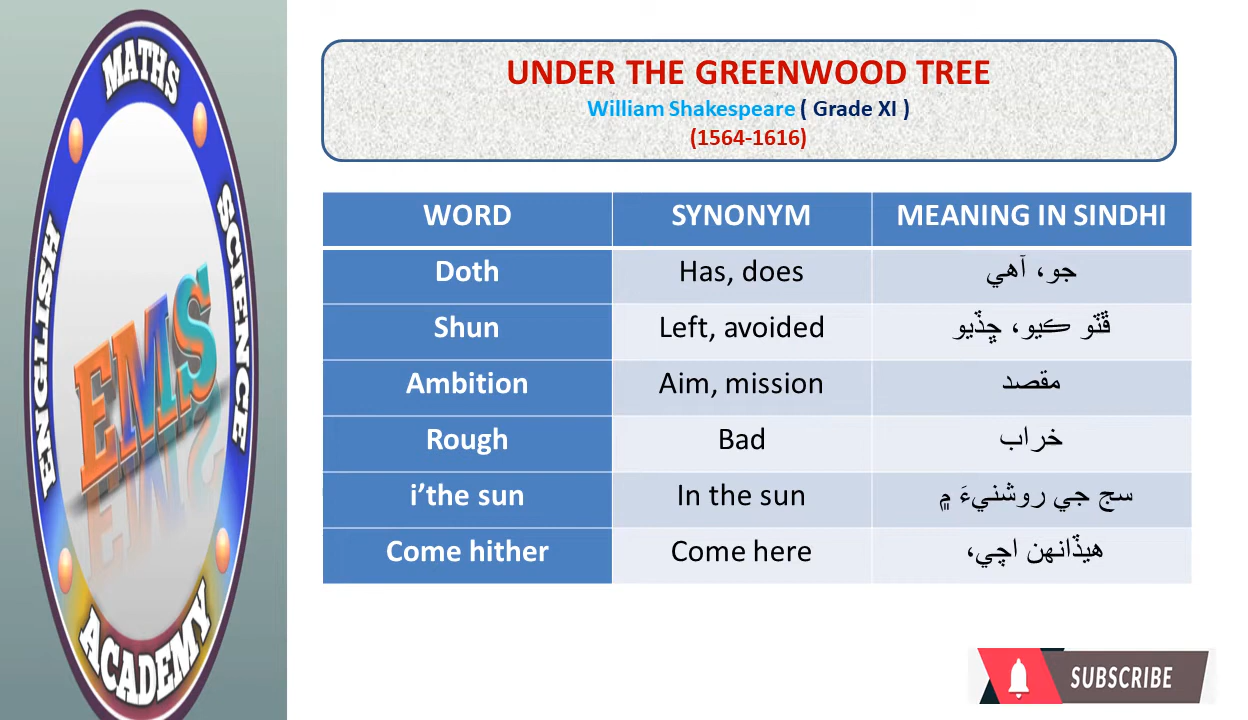 MATHS
SCIENCE
ENGLISH
EMS
ACADEMY
UNDER THE GREENWOOD TREE
William Shakespeare ( Grade XI )
(1564-1616)
WORD SYNONYM MEANING IN SINDHI
Doth Has, does جو، آهي
Shun Left, avoided ڦٽو ڪيو، ڇڏيو
Ambition Aim, mission مقصد
Rough Bad خراب
i’the sun In the sun سج جي روشنيءَ ۾
Come hither Come here هيڏانهن اچي،
SUBSCRIBE